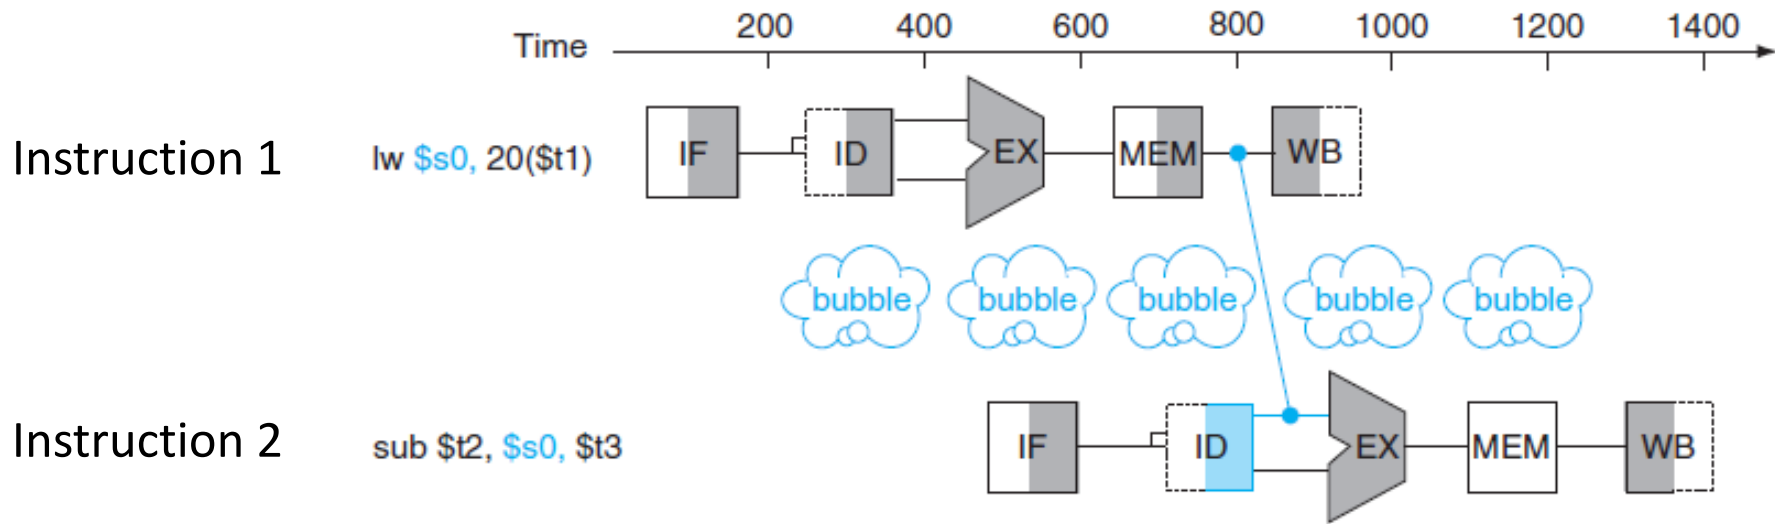 200 400 600 800 1000 1200 1400
Time
Instruction 1 lw $s0, 20($t1) IF ID EX MEM WB
bubble bubble bubble bubble bubble
Instruction 2 sub $t2, $s0, $t3 IF ID EX MEM WB